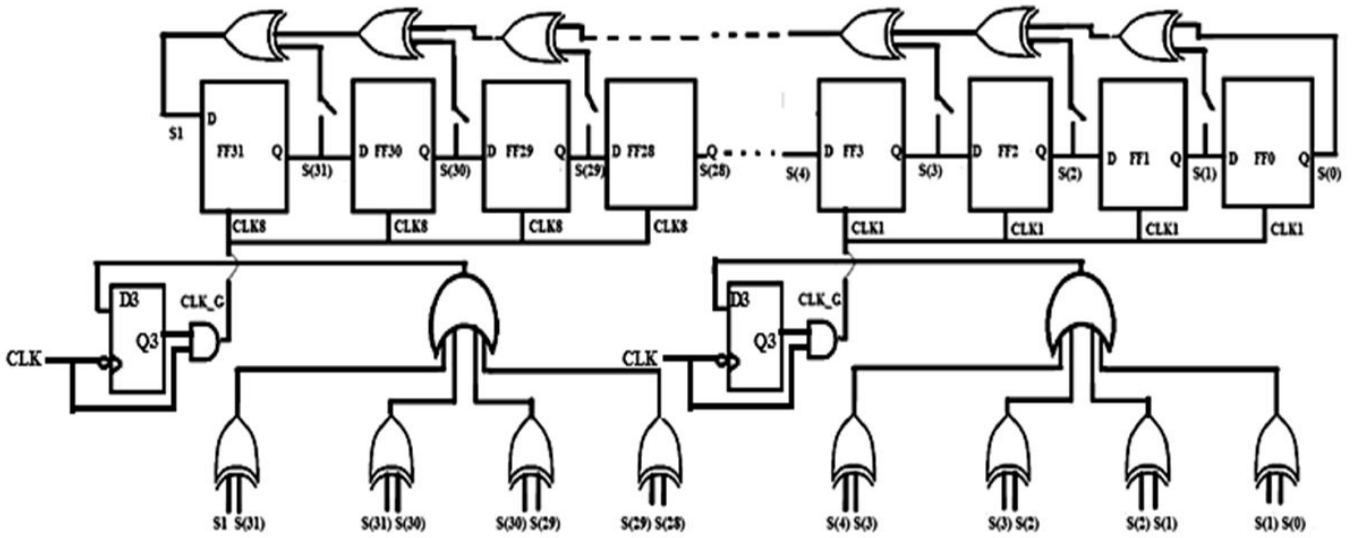 S1 D FF31 Q S(31) D FF30 Q S(30) D FF29 Q S(29) D FF28 Q S(28) S(4) D FF3 Q S(3) D FF2 Q S(2) D FF1 Q S(1) D FF0 Q S(0)
CLK8 CLK8 CLK8 CLK8 CLK1 CLK1 CLK1 CLK1
D3 CLK_G D3 CLK_G
CLK Q3 CLK Q3
S1 S(31) S(31) S(30) S(30) S(29) S(29) S(28) S(4) S(3) S(3) S(2) S(2) S(1) S(1) S(0)